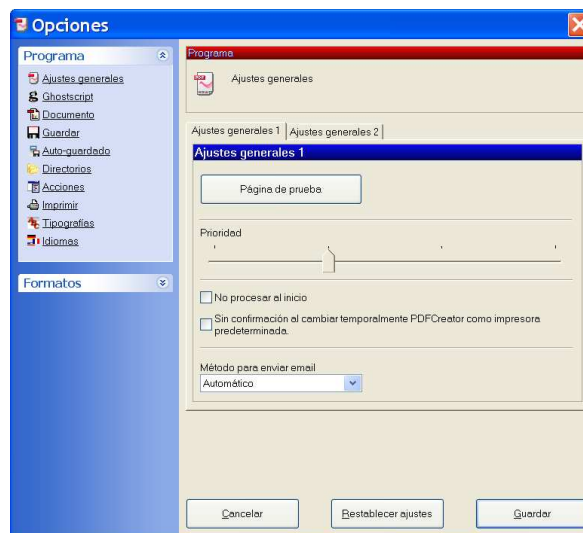 Opciones
Programa
Ajustes generales
Ghostscript
Documento
Guardar
Auto-guardado
Directorios
Acciones
Imprimir
Tipografías
Idiomas
Formatos
Programa
Ajustes generales
Ajustes generales 1
Ajustes generales 2
Ajustes generales 1
Página de prueba
Prioridad
No procesar al inicio
Sin confirmación al cambiar temporalmente PDFCreator como impresora
predeterminada.
Método para enviar email
Automático
Cancelar
Restablecer ajustes
Guardar